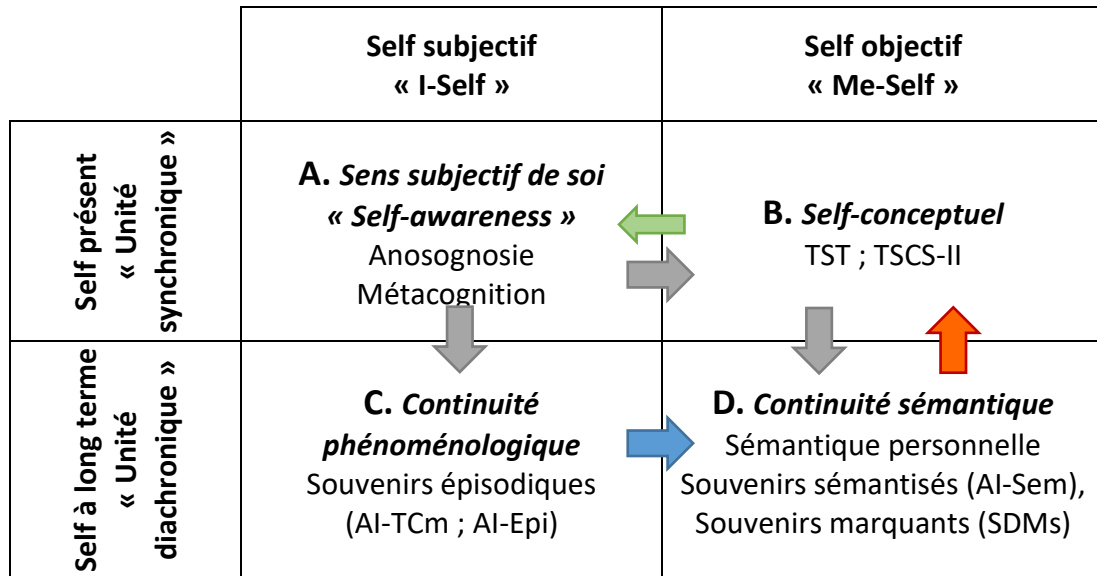 Self subjectif
« I-Self »
Self objectif
« Me-Self »
Self présent
« Unité
synchronique »
A. Sens subjectif de soi
« Self-awareness »
Anosognosie
Métacognition
B. Self-conceptuel
TST ; TSCS-II
Self à long terme
« Unité
diachronique »
C. Continuité
phénoménologique
Souvenirs épisodiques
(AI-TCm ; AI-Epi)
D. Continuité sémantique
Sémantique personnelle
Souvenirs sémantisés (AI-Sem),
Souvenirs marquants (SDMs)